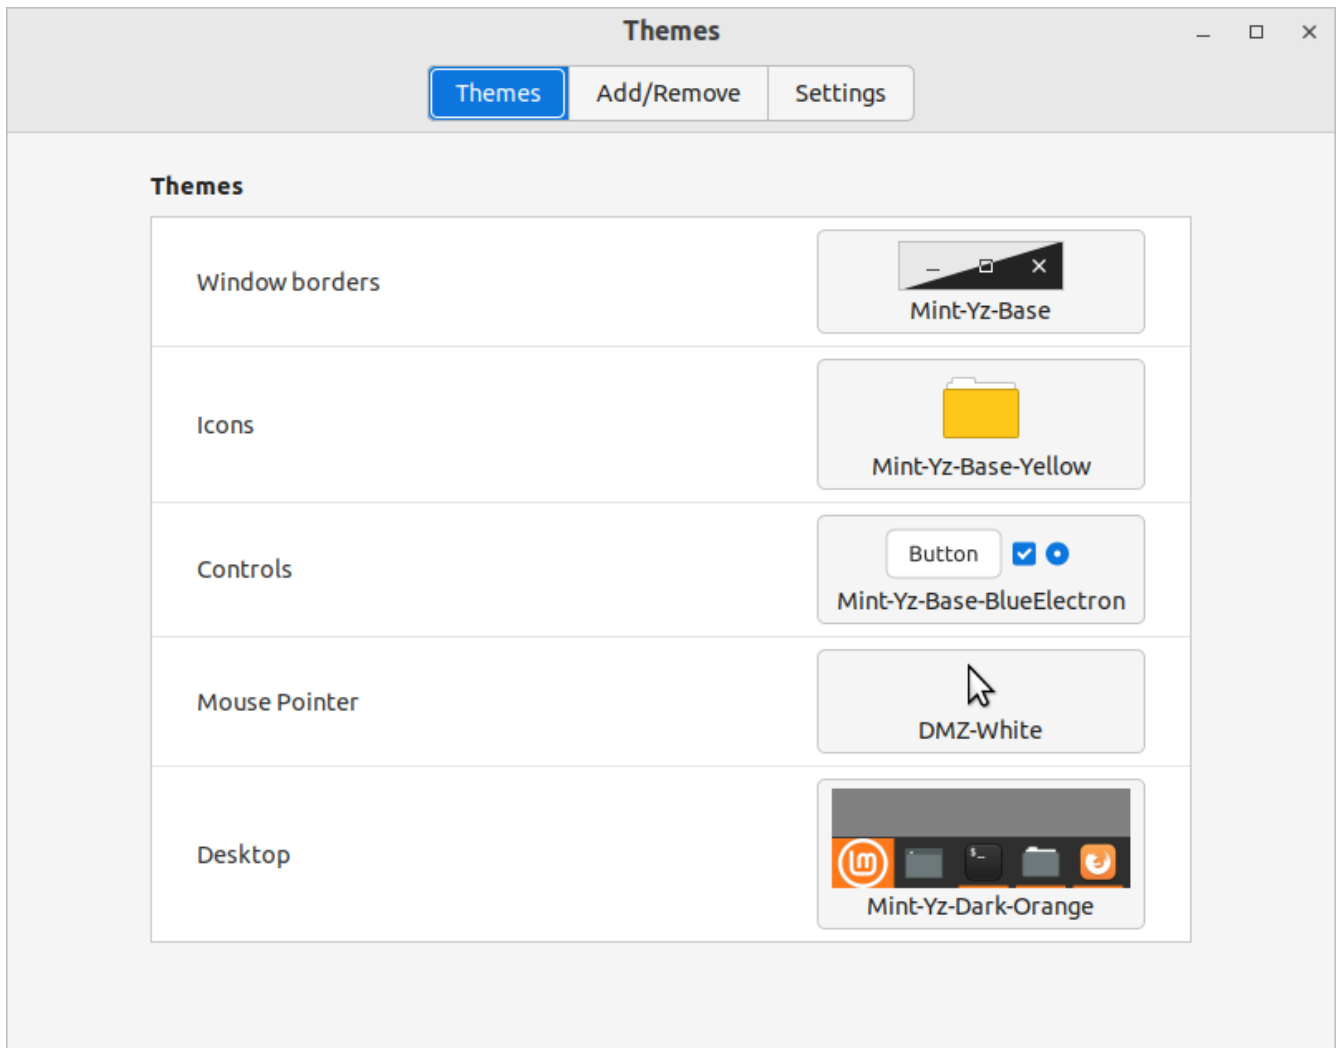 Themes
Themes
Add/Remove
Settings
Themes
Window borders
Mint-Yz-Base
Icons
Mint-Yz-Base-Yellow
Controls
Button
Mint-Yz-Base-BlueElectron
Mouse Pointer
DMZ-White
Desktop
lm
$_
Mint-Yz-Dark-Orange